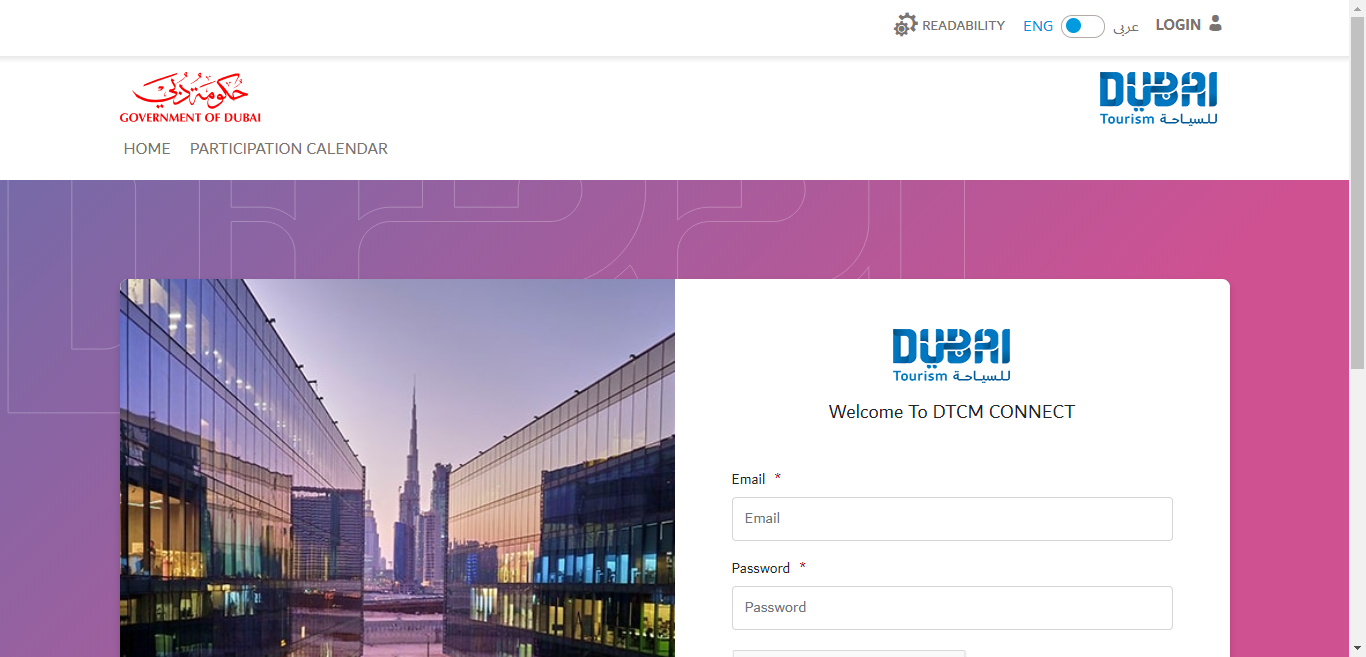 READABILITY ENG عربى LOGIN
حكومة دبي
GOVERNMENT OF DUBAI
DUBAI
Tourism للسياحة
HOME PARTICIPATION CALENDAR
DUBAI
Tourism للسياحة
Welcome To DTCM CONNECT
Email *
Email
Password *
Password